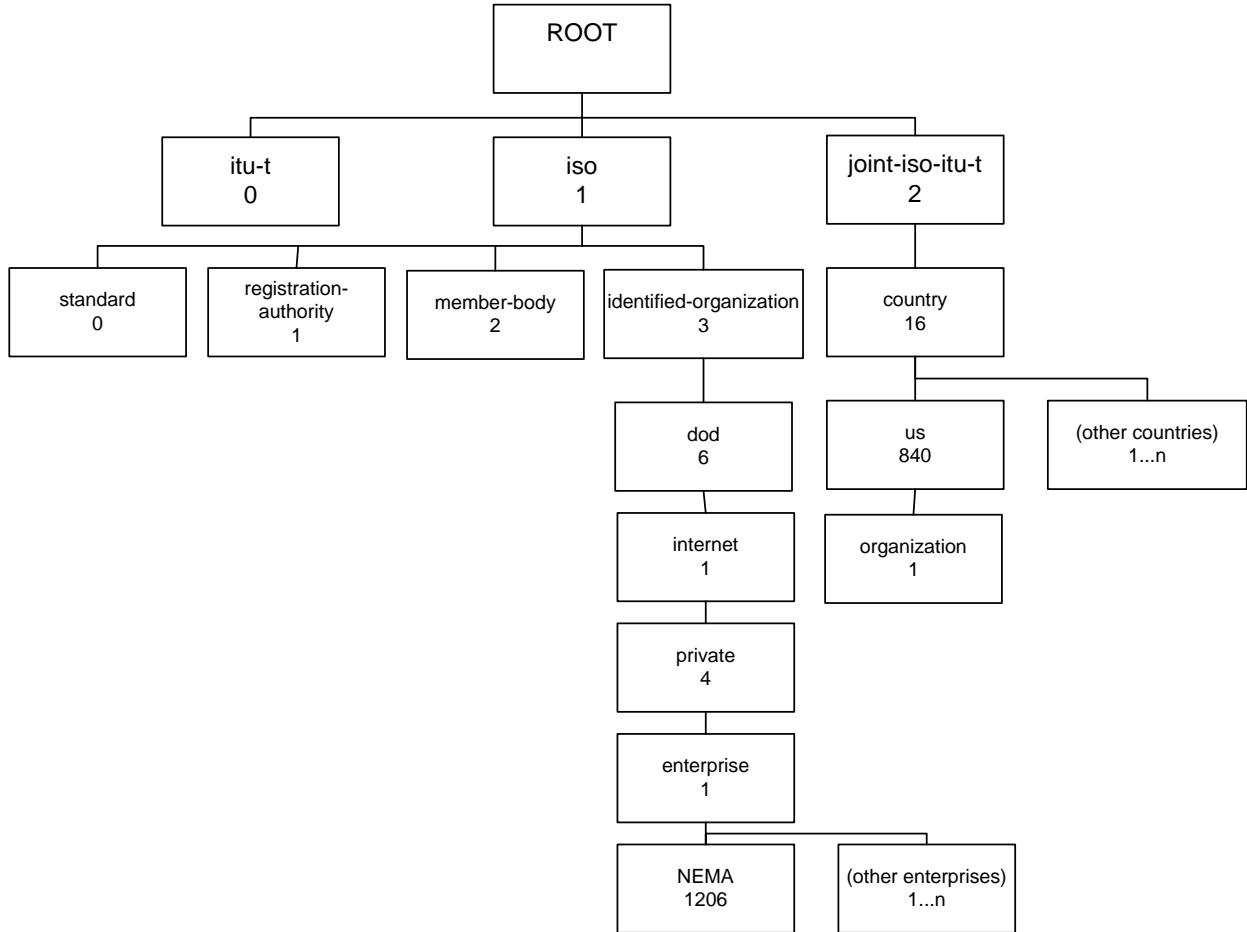 ROOT
itu-t
0
iso
1
joint-iso-itu-t
2
standard
0
registration-
authority
1
member-body
2
identified-organization
3
country
16
dod
6
us
840
(other countries)
1...n
internet
1
organization
1
private
4
enterprise
1
NEMA
1206
(other enterprises)
1...n